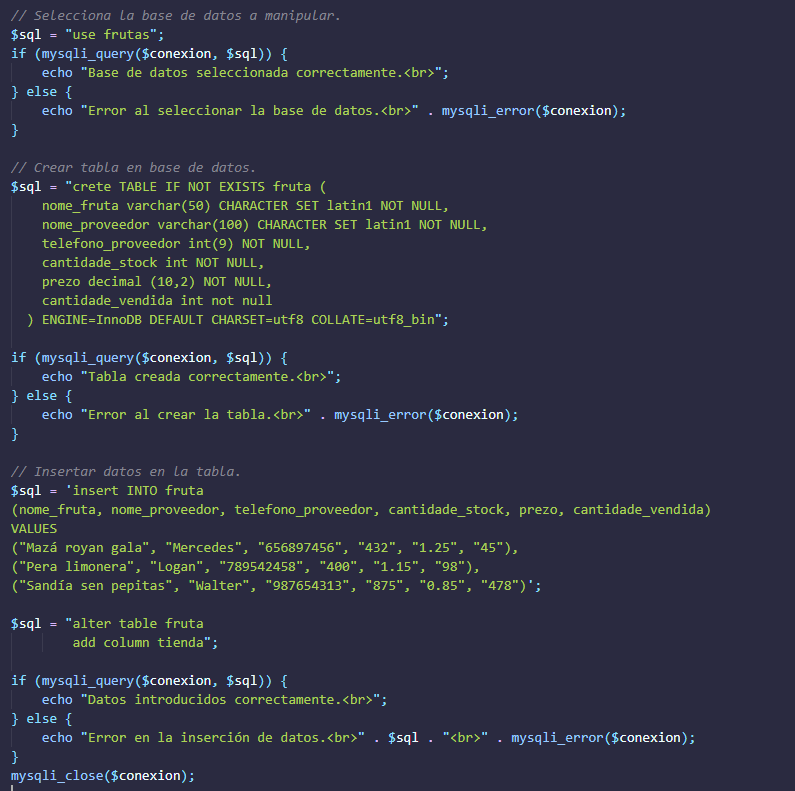 // Selecciona la base de datos a manipular.
$sql = "use frutas";
if (mysqli_query($conexion, $sql)) {
    echo "Base de datos seleccionada correctamente.<br>";
} else {
    echo "Error al seleccionar la base de datos.<br>" . mysqli_error($conexion);
}

// Crear tabla en base de datos.
$sql = "crete TABLE IF NOT EXISTS fruta (
    nome_fruta varchar(50) CHARACTER SET latin1 NOT NULL,
    nome_proveedor varchar(100) CHARACTER SET latin1 NOT NULL,
    telefono_proveedor int(9) NOT NULL,
    cantidade_stock int NOT NULL,
    prezo decimal (10,2) NOT NULL,
    cantidade_vendida int not null
  ) ENGINE=InnoDB DEFAULT CHARSET=utf8 COLLATE=utf8_bin";

if (mysqli_query($conexion, $sql)) {
    echo "Tabla creada correctamente.<br>";
} else {
    echo "Error al crear la tabla.<br>" . mysqli_error($conexion);
}

// Insertar datos en la tabla.
$sql = 'insert INTO fruta
(nome_fruta, nome_proveedor, telefono_proveedor, cantidade_stock, prezo, cantidade_vendida)
VALUES
("Mazá royan gala", "Mercedes", "656897456", "432", "1.25", "45"),
("Pera limonera", "Logan", "789542458", "400", "1.15", "98"),
("Sandía sen pepitas", "Walter", "987654313", "875", "0.85", "478")';

$sql = "alter table fruta
        add column tienda";

if (mysqli_query($conexion, $sql)) {
    echo "Datos introducidos correctamente.<br>";
} else {
    echo "Error en la inserción de datos.<br>" . $sql . "<br>" . mysqli_error($conexion);
}
mysqli_close($conexion);